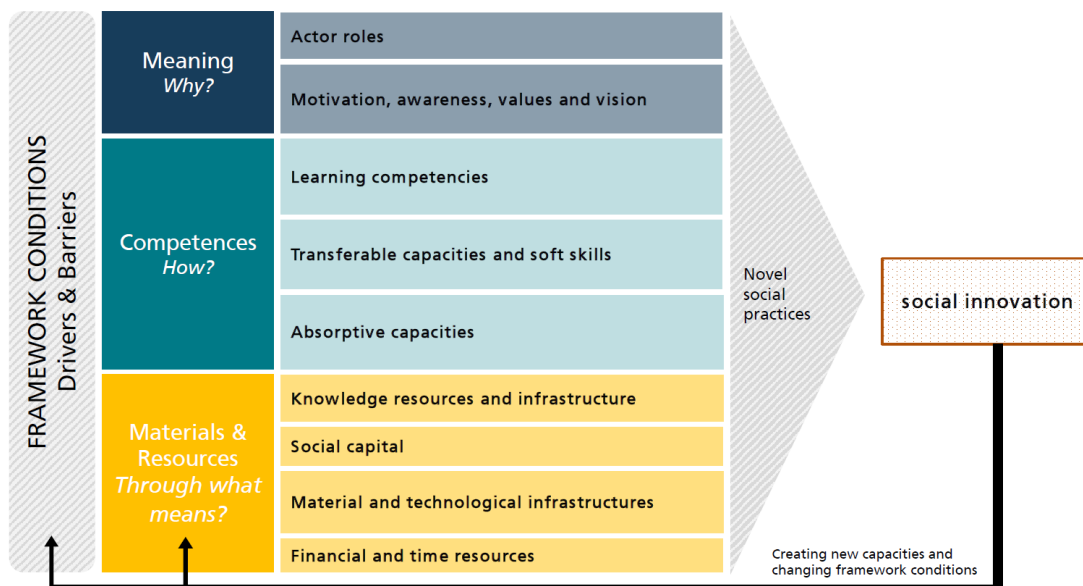 FRAMEWORK CONDITIONS
Drivers & Barriers
Meaning
Why?
Actor roles
Motivation, awareness, values and vision
Competences
How?
Learning competencies
Transferable capacities and soft skills
Absorptive capacities
Materials &
Resources
Through what
means?
Knowledge resources and infrastructure
Social capital
Material and technological infrastructures
Financial and time resources
Novel
social
practices
social innovation
Creating new capacities and
changing framework conditions